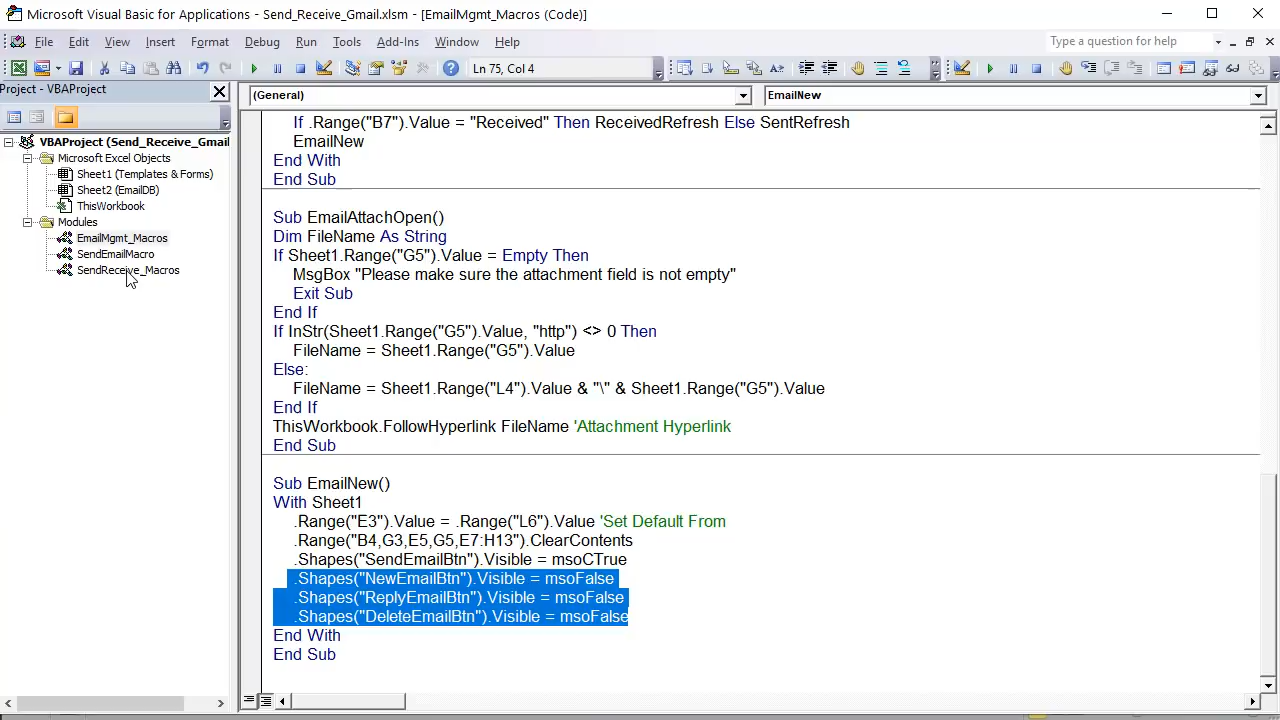 Microsoft Visual Basic for Applications - Send_Receive_Gmail.xlsm - [EmailMgmt_Macros (Code)]
File Edit View Insert Format Debug Run Tools Add-Ins Window Help
Type a question for help
Ln 75, Col 4
Project - VBAProject
(General)
EmailNew
VBAProject (Send_Receive_Gmail
Microsoft Excel Objects
Sheet1 (Templates & Forms)
Sheet2 (EmailDB)
ThisWorkbook
Modules
EmailMgmt_Macros
SendEmailMacro
SendReceive_Macros
If .Range("B7").Value = "Received" Then ReceivedRefresh Else SentRefresh
EmailNew
End With
End Sub
Sub EmailAttachOpen()
Dim FileName As String
If Sheet1.Range("G5").Value = Empty Then
MsgBox "Please make sure the attachment field is not empty"
Exit Sub
End If
If InStr(Sheet1.Range("G5").Value, "http") <> 0 Then
FileName = Sheet1.Range("G5").Value
Else:
FileName = Sheet1.Range("L4").Value & "\" & Sheet1.Range("G5").Value
End If
ThisWorkbook.FollowHyperlink FileName 'Attachment Hyperlink
End Sub
Sub EmailNew()
With Sheet1
.Range("E3").Value = .Range("L6").Value 'Set Default From
.Range("B4,G3,E5,G5,E7:H13").ClearContents
.Shapes("SendEmailBtn").Visible = msoCTrue
.Shapes("NewEmailBtn").Visible = msoFalse
.Shapes("ReplyEmailBtn").Visible = msoFalse
.Shapes("DeleteEmailBtn").Visible = msoFalse
End With
End Sub